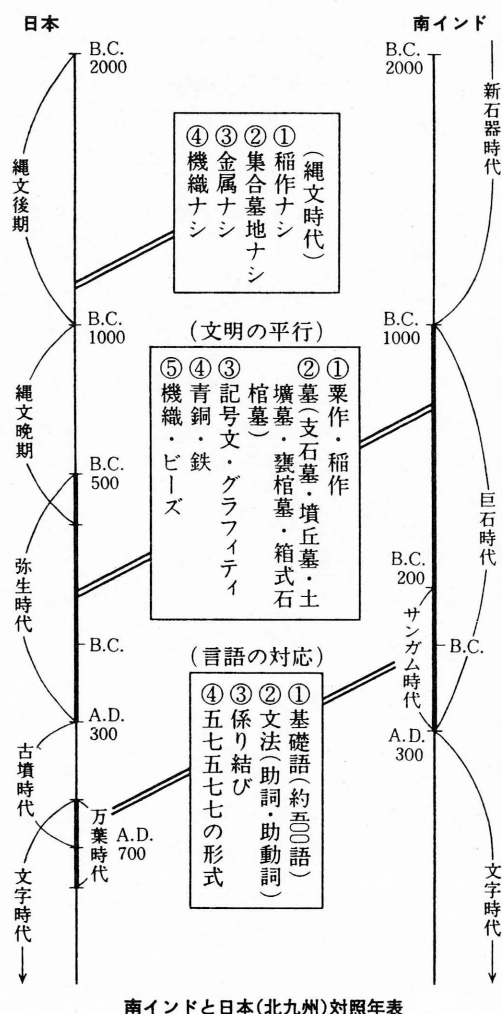 日本
南インド
B.C.
2000
B.C.
2000
新石器時代
縄文後期
(縄文時代)
① 稲作ナシ
② 集合墓地ナシ
③ 金属ナシ
④ 機織ナシ
B.C.
1000
B.C.
1000
(文明の平行)
① 粟作・稲作
② 墓(支石墓・墳丘墓・土
壙墓・甕棺墓・箱式石
棺墓)
③ 記号文・グラフィティ
④ 青銅・鉄
⑤ 機織・ビーズ
縄文晩期
B.C.
500
巨石時代
弥生時代
B.C.
200
サンガム時代
B.C.
B.C.
(言語の対応)
① 基礎語(約五〇〇語)
② 文法(助詞・助動詞)
③ 係り結び
④ 五七五七七の形式
A.D.
300
A.D.
300
古墳時代
万葉時代
A.D.
700
文字時代
文字時代
南インドと日本(北九州)対照年表